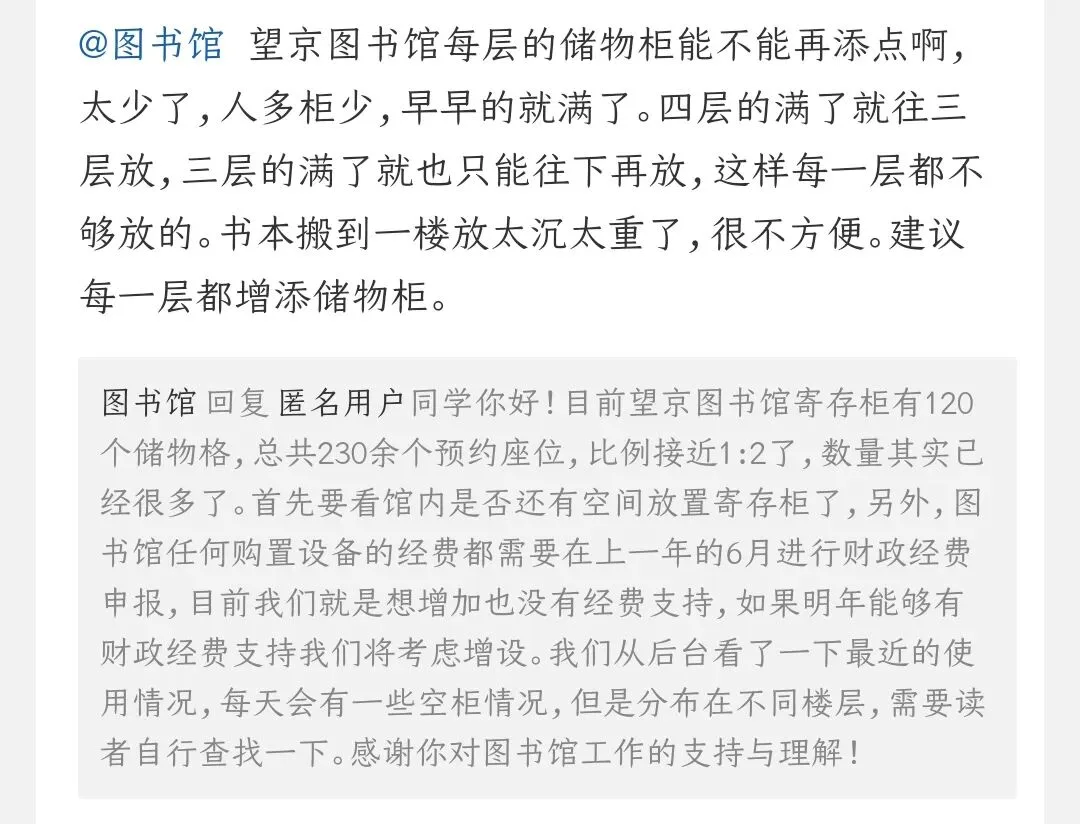 @图书馆 望京图书馆每层的储物柜能不能再添点啊,
太少了,人多柜少,早早的就满了。四层的满了就往三
层放,三层的满了就也只能往下再放,这样每一层都不
够放的。书本搬到一楼放太沉太重了,很不方便。建议
每一层都增添储物柜。
图书馆 回复 匿名用户 同学你好!目前望京图书馆寄存柜有120
个储物格,总共230余个预约座位,比例接近1:2了,数量其实已
经很多了。首先要看馆内是否还有空间放置寄存柜了,另外,图
书馆任何购置设备的经费都需要在上一年的6月进行财政经费
申报,目前我们就是想增加也没有经费支持,如果明年能够有
财政经费支持我们将考虑增设。我们从后台看了一下最近的使
用情况,每天会有一些空柜情况,但是分布在不同楼层,需要读
者自行查找一下。感谢你对图书馆工作的支持与理解!